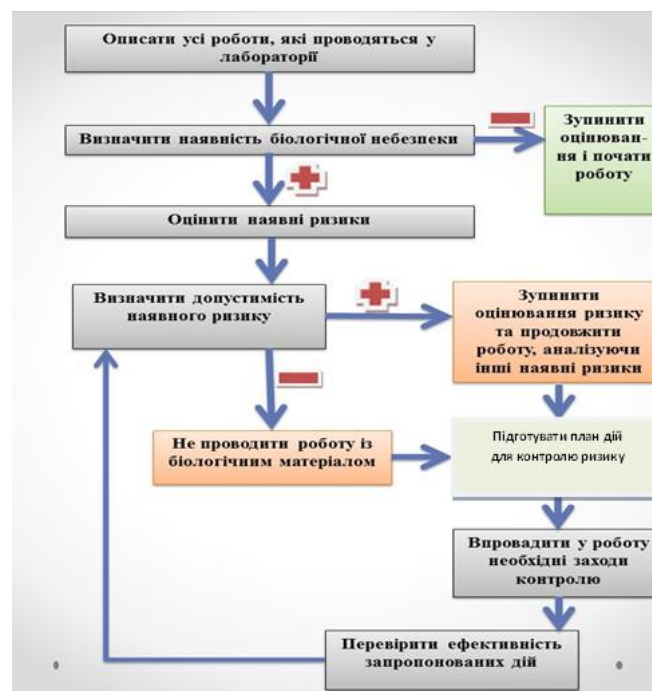 Описати усі роботи, які проводяться у
лабораторії
Визначити наявність біологічної небезпеки
Зупинити
оцінюван-
ня і почати
роботу
Оцінити наявні ризики
Визначити допустимість
наявного ризику
Зупинити
оцінювання ризику
та продовжити
роботу, аналізуючи
інші наявні ризики
Не проводити роботу із
біологічним матеріалом
Підготувати план дій
для контролю ризику
Впровадити у роботу
необхідні заходи
контролю
Перевірити ефективність
запропонованих дій